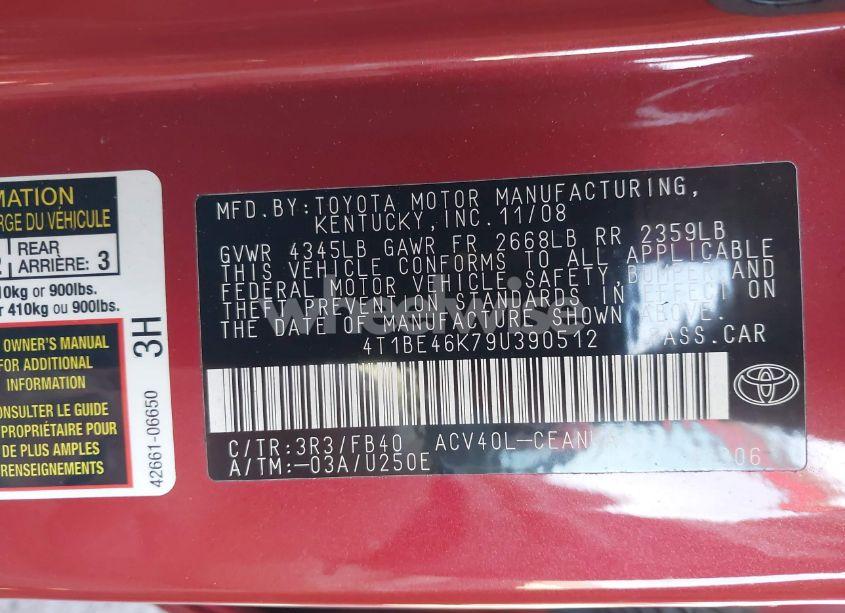 MATION
ARGE DU VÉHICULE
REAR
ARRIÈRE: 3
10kg or 900lbs.
r 410kg ou 900lbs.
OWNER'S MANUAL
FOR ADDITIONAL
INFORMATION
CONSULTER LE GUIDE
PROPRIÉTAIRE POUR
DE PLUS AMPLES
RENSEIGNEMENTS
3H
42661-06650
MFD.BY:TOYOTA MOTOR MANUFACTURING,
KENTUCKY,INC.11/08
GVWR 4345LB GAWR FR 2668LB RR 2359LB
THIS VEHICLE CONFORMS TO ALL APPLICABLE
FEDERAL MOTOR VEHICLE SAFETY,BUMPER,AND
THEFT PREVENTION STANDARDS IN EFFECT ON
THE DATE OF MANUFACTURE SHOWN ABOVE.
4T1BE46K79U390512 PASS.CAR
C/TR:3R3/FB40 ACV40L-CEANKA
A/TM:-03A/U250E
wheelwise